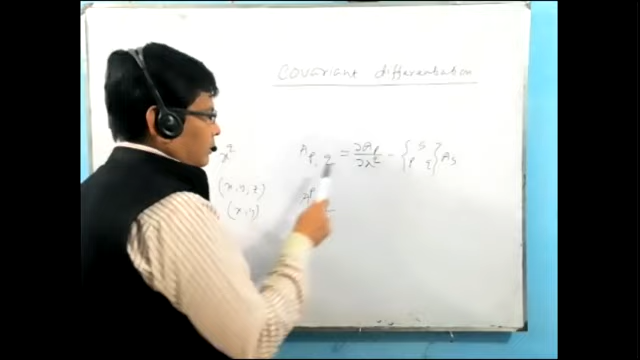 Covariant differentiation
x^q
A_{p,q} = ∂A_p/∂x^q - {s p q} A_s
(x, y, z)
(x, y)